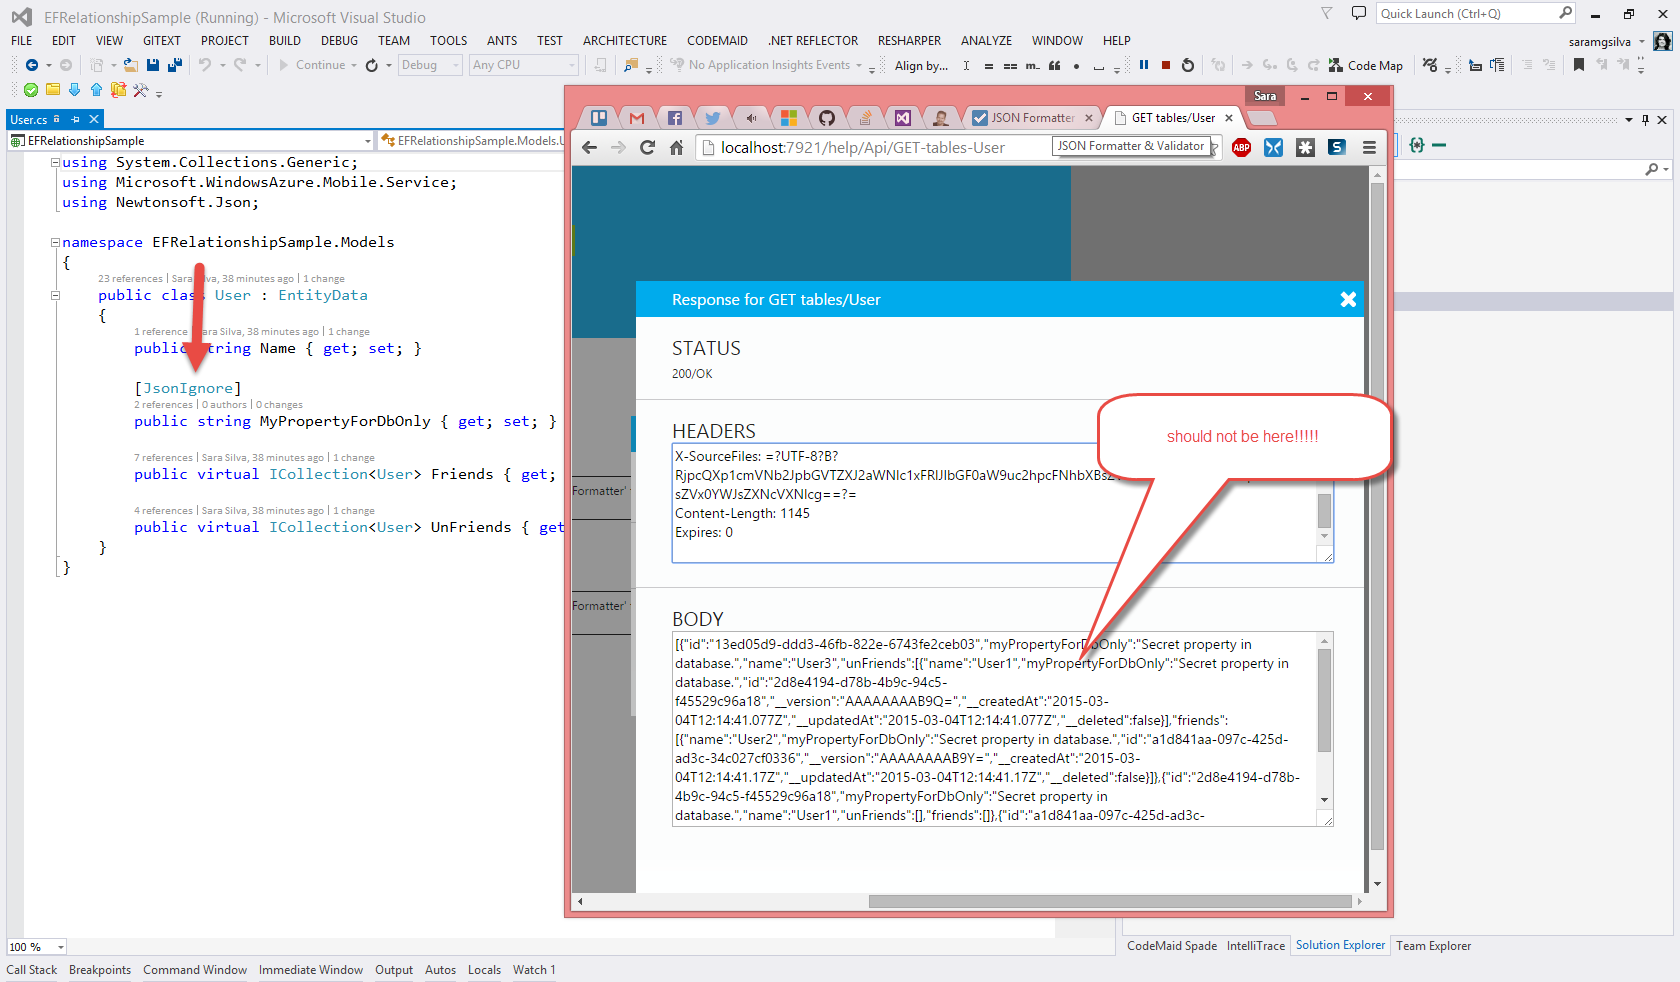 EFRelationshipSample (Running) - Microsoft Visual Studio
Quick Launch (Ctrl+Q)
FILE EDIT VIEW GITEXT PROJECT BUILD DEBUG TEAM TOOLS ANTS TEST ARCHITECTURE CODEMAID .NET REFLECTOR RESHARPER ANALYZE WINDOW HELP
saramgsilva
Continue Debug Any CPU No Application Insights Events Align by... Code Map
User.cs
EFRelationshipSample
EFRelationshipSample.Models.U
using System.Collections.Generic;
using Microsoft.WindowsAzure.Mobile.Service;
using Newtonsoft.Json;
namespace EFRelationshipSample.Models
{
23 references | Sara Silva, 38 minutes ago | 1 change
public class User : EntityData
{
1 reference | Sara Silva, 38 minutes ago | 1 change
public string Name { get; set; }
[JsonIgnore]
2 references | 0 authors | 0 changes
public string MyPropertyForDbOnly { get; set; }
7 references | Sara Silva, 38 minutes ago | 1 change
public virtual ICollection<User> Friends { get;
4 references | Sara Silva, 38 minutes ago | 1 change
public virtual ICollection<User> UnFriends { get
}
}
100 %
Sara
JSON Formatter
GET tables/User
localhost:7921/help/Api/GET-tables-User
JSON Formatter & Validator
ABP
S
Formatter'
Formatter'
Response for GET tables/User
STATUS
200/OK
HEADERS
X-SourceFiles: =?UTF-8?B?
sZVx0YWJsZXNcVXNlcg==?=
Content-Length: 1145
Expires: 0
should not be here!!!!!
BODY
[{"id":"13ed05d9-ddd3-46fb-822e-6743fe2ceb03","myPropertyForDbOnly":"Secret property in
database.","name":"User3","unFriends":[{"name":"User1","myPropertyForDbOnly":"Secret property in
database.","id":"2d8e4194-d78b-4b9c-94c5-
f45529c96a18","__version":"AAAAAAAAB9Q=","__createdAt":"2015-03-
04T12:14:41.077Z","__updatedAt":"2015-03-04T12:14:41.077Z","__deleted":false}],"friends":
[{"name":"User2","myPropertyForDbOnly":"Secret property in database.","id":"a1d841aa-097c-425d-
ad3c-34c027cf0336","__version":"AAAAAAAAB9Y=","__createdAt":"2015-03-
04T12:14:41.17Z","__updatedAt":"2015-03-04T12:14:41.17Z","__deleted":false}]},{"id":"2d8e4194-d78b-
4b9c-94c5-f45529c96a18","myPropertyForDbOnly":"Secret property in
database.","name":"User1","unFriends":[],"friends":[]},{"id":"a1d841aa-097c-425d-ad3c-
CodeMaid Spade IntelliTrace Solution Explorer Team Explorer
Call Stack Breakpoints Command Window Immediate Window Output Autos Locals Watch 1